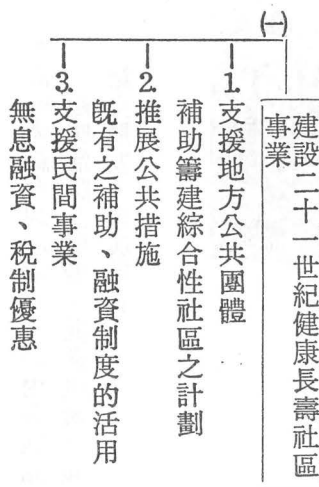 ㈠
建設二十一世紀健康長壽社區
事業
1.支援地方公共團體
補助籌建綜合性社區之計劃
2.推展公共措施
既有之補助、融資制度的活用
3.支援民間事業
無息融資、稅制優惠